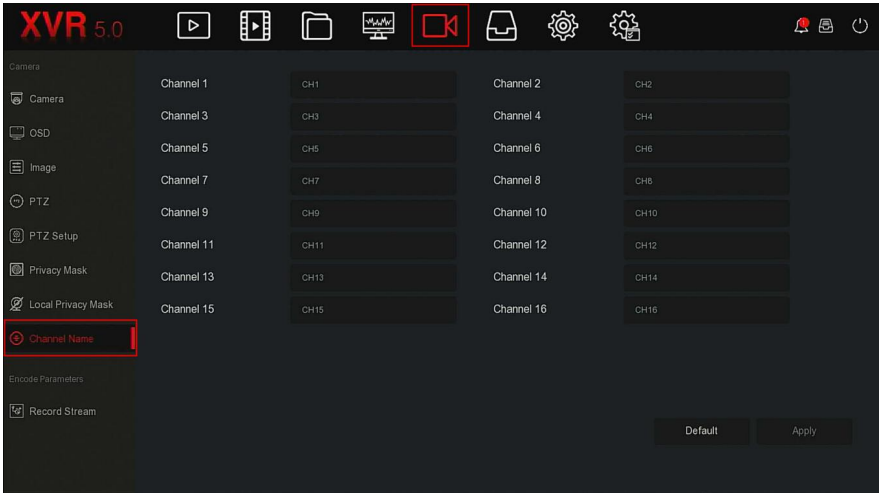 XVR 5.0
1
Camera
Camera
OSD
Image
PTZ
PTZ Setup
Privacy Mask
Local Privacy Mask
Channel Name
Encode Parameters
Record Stream
Channel 1 CH1 Channel 2 CH2
Channel 3 CH3 Channel 4 CH4
Channel 5 CH5 Channel 6 CH6
Channel 7 CH7 Channel 8 CH8
Channel 9 CH9 Channel 10 CH10
Channel 11 CH11 Channel 12 CH12
Channel 13 CH13 Channel 14 CH14
Channel 15 CH15 Channel 16 CH16
Default Apply